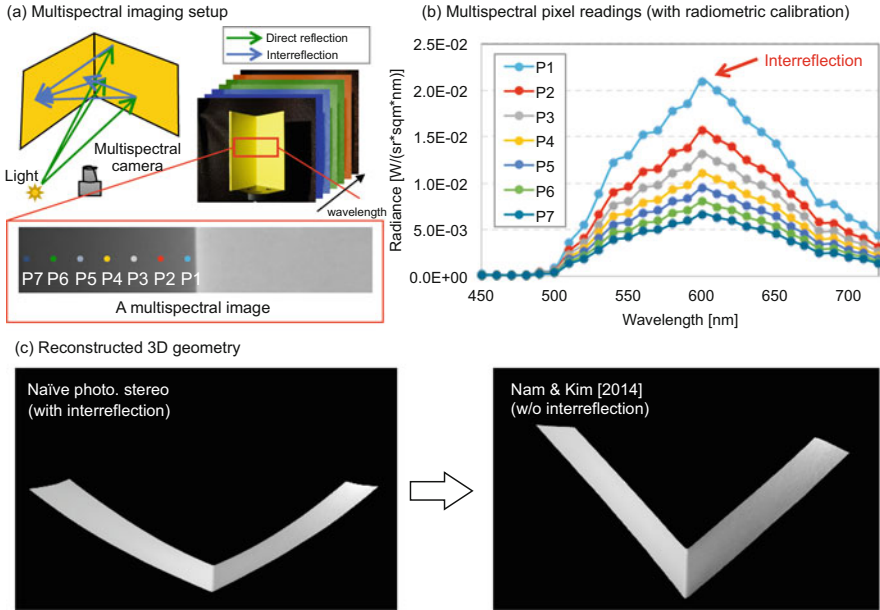 (a) Multispectral imaging setup
Direct reflection
Interreflection
Multispectral
camera
Light
wavelength
P7 P6 P5 P4 P3 P2 P1
A multispectral image
(b) Multispectral pixel readings (with radiometric calibration)
2.5E-02
2.0E-02
1.5E-02
1.0E-02
5.0E-03
0.0E+00
Radiance [W/(sr*sqm*nm)]
P1
P2
P3
P4
P5
P6
P7
Interreflection
450 500 550 600 650 700
Wavelength [nm]
(c) Reconstructed 3D geometry
Naïve photo. stereo
(with interreflection)
Nam & Kim [2014]
(w/o interreflection)